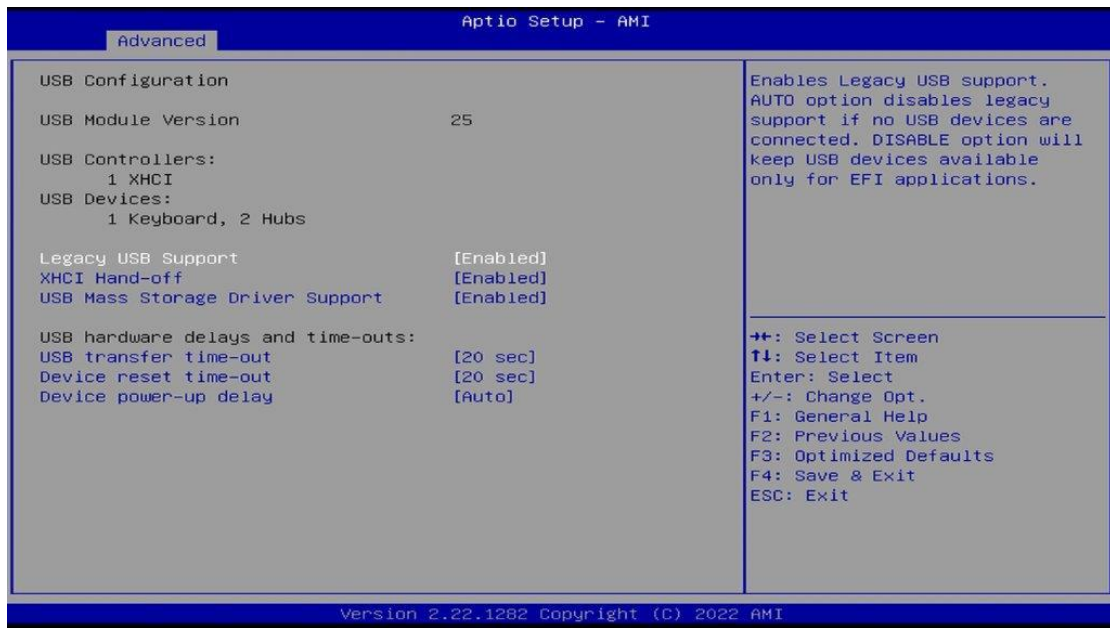 Aptio Setup – AMI
Advanced
USB Configuration
USB Module Version 25
USB Controllers:
1 XHCI
USB Devices:
1 Keyboard, 2 Hubs
Legacy USB Support [Enabled]
XHCI Hand-off [Enabled]
USB Mass Storage Driver Support [Enabled]
USB hardware delays and time-outs:
USB transfer time-out [20 sec]
Device reset time-out [20 sec]
Device power-up delay [Auto]
Enables Legacy USB support.
AUTO option disables legacy
support if no USB devices are
connected. DISABLE option will
keep USB devices available
only for EFI applications.
→←: Select Screen
↑↓: Select Item
Enter: Select
+/-: Change Opt.
F1: General Help
F2: Previous Values
F3: Optimized Defaults
F4: Save & Exit
ESC: Exit
Version 2.22.1282 Copyright (C) 2022 AMI